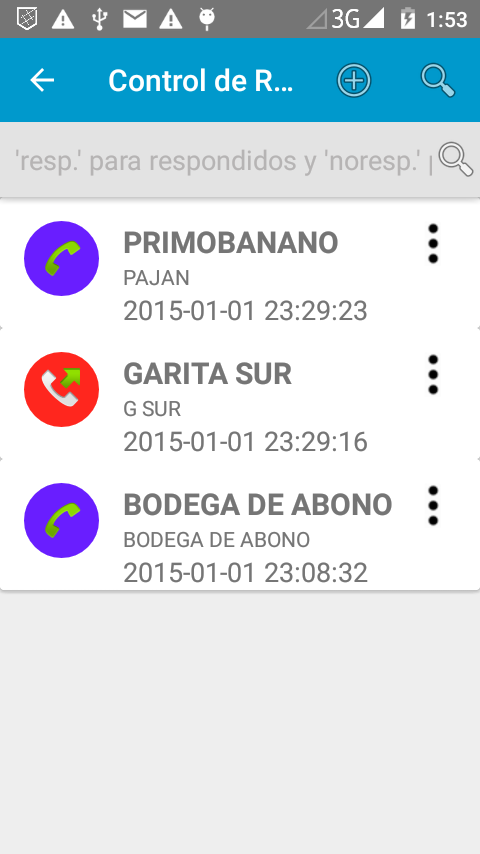 3G 1:53
Control de R...
'resp.' para respondidos y 'noresp.'
PRIMOBANANO
PAJAN
2015-01-01 23:29:23
GARITA SUR
G SUR
2015-01-01 23:29:16
BODEGA DE ABONO
BODEGA DE ABONO
2015-01-01 23:08:32